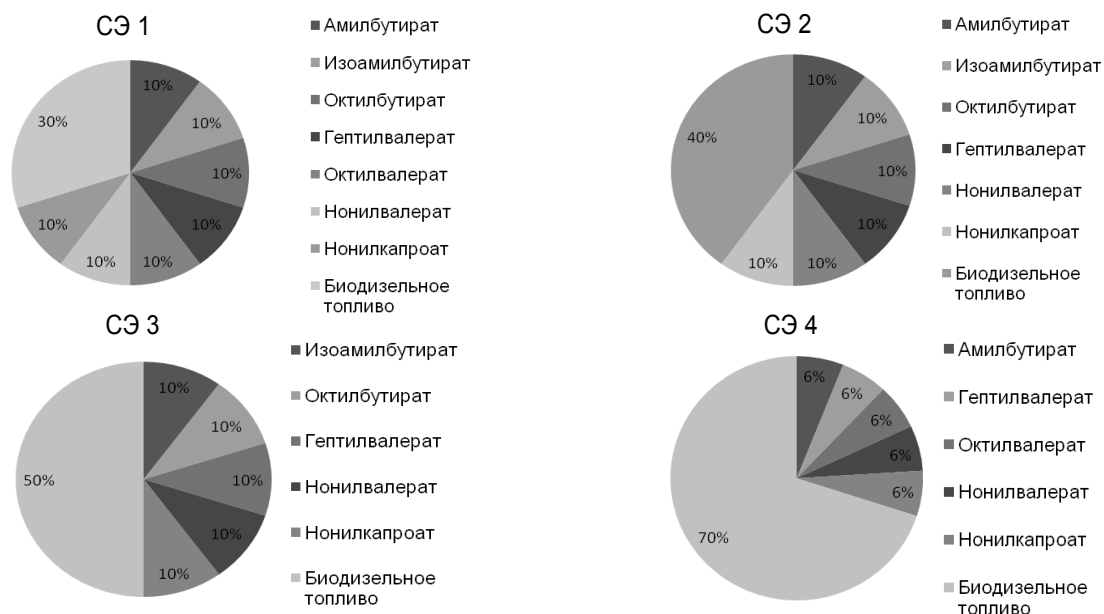 СЭ 1
10%
10%
10%
10%
10%
10%
10%
30%
Амилбутират
Изоамилбутират
Октилбутират
Гептилвалерат
Октилвалерат
Нонилвалерат
Нонилкапроат
Биодизельное
топливо
СЭ 2
10%
10%
10%
10%
10%
10%
40%
Амилбутират
Изоамилбутират
Октилбутират
Гептилвалерат
Нонилвалерат
Нонилкапроат
Биодизельное
топливо
СЭ 3
10%
10%
10%
10%
10%
50%
Изоамилбутират
Октилбутират
Гептилвалерат
Нонилвалерат
Нонилкапроат
Биодизельное
топливо
СЭ 4
6%
6%
6%
6%
6%
70%
Амилбутират
Гептилвалерат
Октилвалерат
Нонилвалерат
Нонилкапроат
Биодизельное
топливо